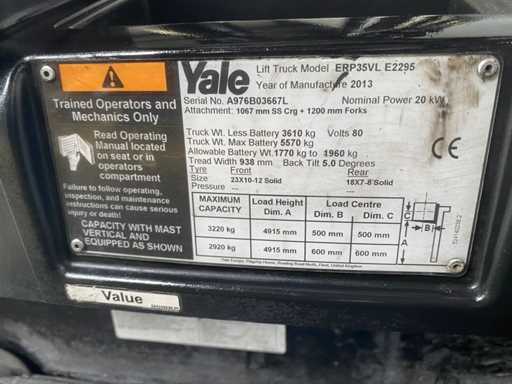 Trained Operators and
Mechanics Only
Read Operating
Manual located
on seat or in
operators
compartment
Failure to follow operating,
inspection, and maintenance
instructions can cause serious
injury or death!
CAPACITY WITH MAST
VERTICAL AND
EQUIPPED AS SHOWN
Yale
Lift Truck Model ERP35VL E2295
Year of Manufacture 2013
Serial No. A976B03667L Nominal Power 20 kW
Attachment: 1067 mm SS Crg + 1200 mm Forks
Truck Wt. Less Battery 3610 kg Volts 80
Truck Wt. Max Battery 5570 kg
Allowable Battery Wt. 1770 kg to 1960 kg
Tread Width 938 mm Back Tilt 5.0 Degrees
Tyre Front Rear
Size 23X10-12 Solid 18X7-8 Solid
Pressure --- ---
CE
MAXIMUM CAPACITY Load Height Dim. A Load Centre Dim. B Dim. C
3220 kg 4915 mm 500 mm 500 mm
2920 kg 4915 mm 600 mm 600 mm
C
B
A
Value